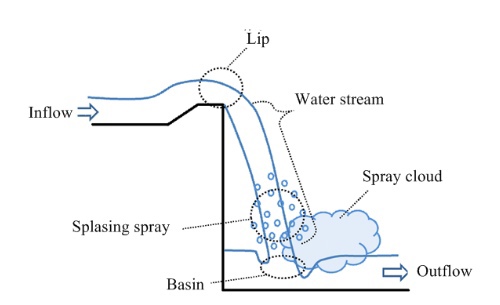 Lip
Water stream
Inflow
Spray cloud
Splasing spray
Outflow
Basin